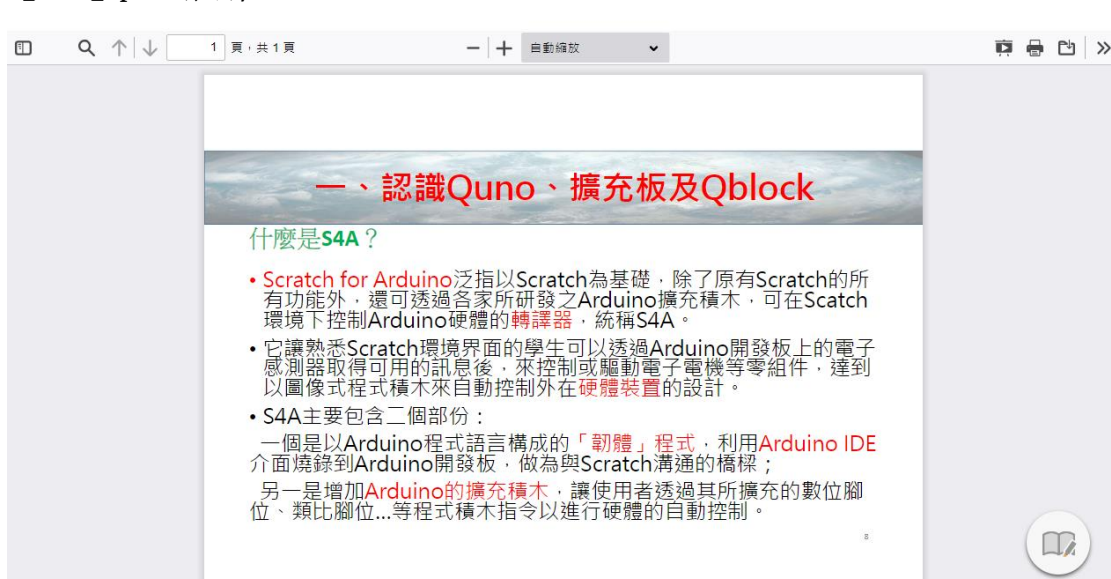 1 頁，共 1 頁
自動縮放
一、認識Quno、擴充板及Qblock
什麼是S4A？
• Scratch for Arduino泛指以Scratch為基礎，除了原有Scratch的所
有功能外，還可透過各家所研發之Arduino擴充積木，可在Scatch
環境下控制Arduino硬體的轉譯器，統稱S4A。
• 它讓熟悉Scratch環境界面的學生可以透過Arduino開發板上的電子
感測器取得可用的訊息後，來控制或驅動電子電機等零組件，達到
以圖像式程式積木來自動控制外在硬體裝置的設計。
• S4A主要包含二個部份：
一個是以Arduino程式語言構成的「韌體」程式，利用Arduino IDE
介面燒錄到Arduino開發板，做為與Scratch溝通的橋樑；
另一是增加Arduino的擴充積木，讓使用者透過其所擴充的數位腳
位、類比腳位...等程式積木指令以進行硬體的自動控制。